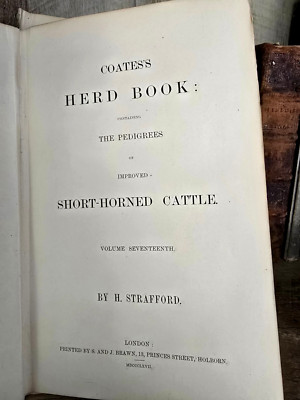 COATES'S
HERD BOOK:
CONTAINING
THE PEDIGREES
OF
IMPROVED
SHORT-HORNED CATTLE.
VOLUME SEVENTEENTH.
BY H. STRAFFORD.
LONDON:
PRINTED BY S. AND J. BRAWN, 13, PRINCES STREET, HOLBORN.
MDCCCLXVII.